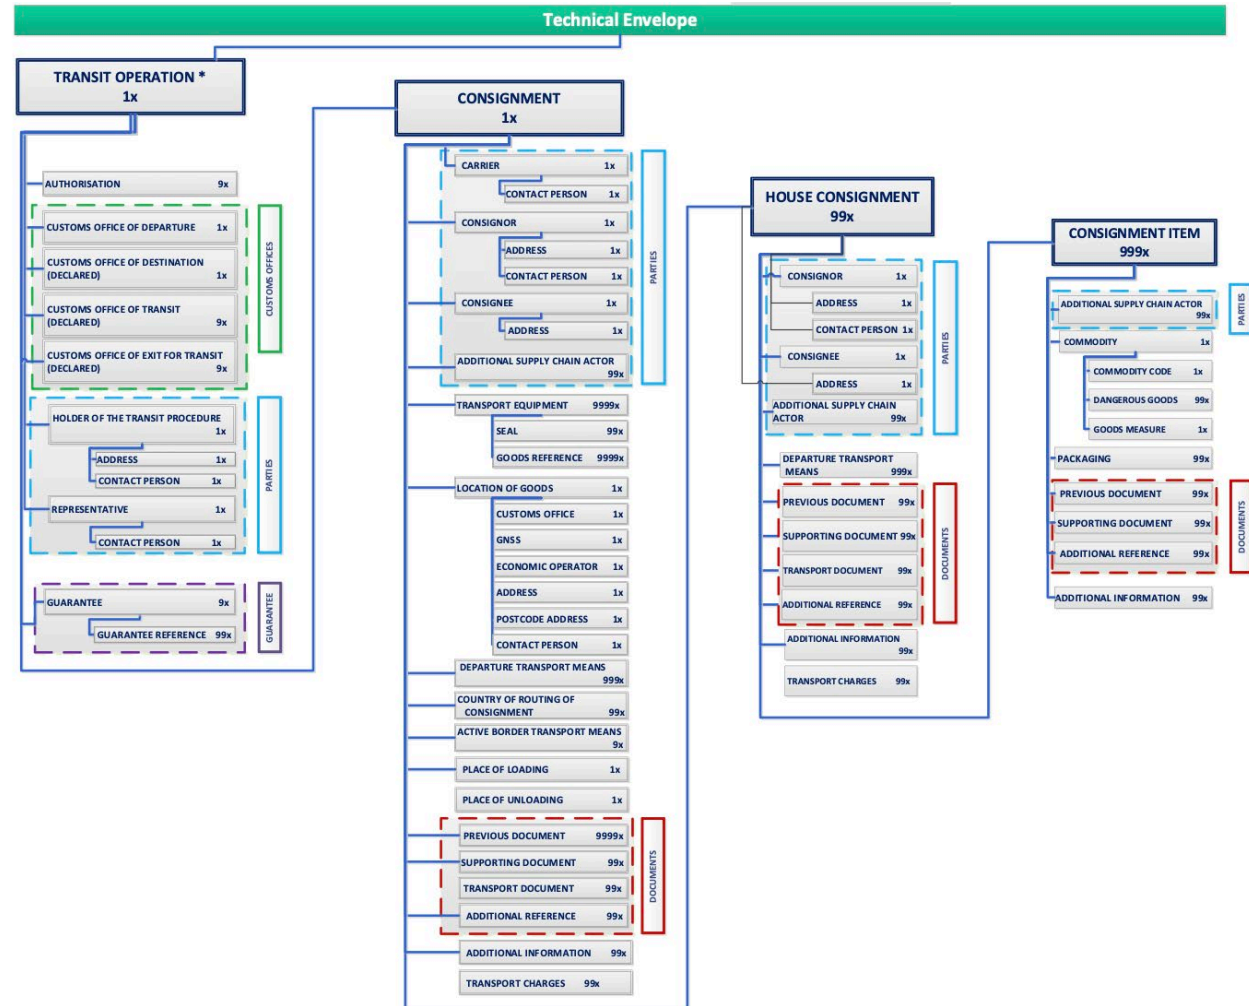 Technical Envelope
TRANSIT OPERATION *
1x
AUTHORISATION 9x
CUSTOMS OFFICE OF DEPARTURE 1x
CUSTOMS OFFICE OF DESTINATION
(DECLARED) 1x
CUSTOMS OFFICE OF TRANSIT
(DECLARED) 9x
CUSTOMS OFFICE OF EXIT FOR TRANSIT
(DECLARED) 9x
CUSTOMS OFFICES
HOLDER OF THE TRANSIT PROCEDURE
1x
ADDRESS 1x
CONTACT PERSON 1x
REPRESENTATIVE 1x
CONTACT PERSON 1x
PARTIES
GUARANTEE 9x
GUARANTEE REFERENCE 99x
GUARANTEE
CONSIGNMENT
1x
CARRIER 1x
CONTACT PERSON 1x
CONSIGNOR 1x
ADDRESS 1x
CONTACT PERSON 1x
CONSIGNEE 1x
ADDRESS 1x
ADDITIONAL SUPPLY CHAIN ACTOR
99x
PARTIES
TRANSPORT EQUIPMENT 9999x
SEAL 99x
GOODS REFERENCE 9999x
LOCATION OF GOODS 1x
CUSTOMS OFFICE 1x
GNSS 1x
ECONOMIC OPERATOR 1x
ADDRESS 1x
POSTCODE ADDRESS 1x
CONTACT PERSON 1x
DEPARTURE TRANSPORT MEANS
999x
COUNTRY OF ROUTING OF
CONSIGNMENT 99x
ACTIVE BORDER TRANSPORT MEANS
9x
PLACE OF LOADING 1x
PLACE OF UNLOADING 1x
PREVIOUS DOCUMENT 9999x
SUPPORTING DOCUMENT 99x
TRANSPORT DOCUMENT 99x
ADDITIONAL REFERENCE 99x
DOCUMENTS
ADDITIONAL INFORMATION 99x
TRANSPORT CHARGES 99x
HOUSE CONSIGNMENT
99x
CONSIGNOR 1x
ADDRESS 1x
CONTACT PERSON 1x
CONSIGNEE 1x
ADDRESS 1x
ADDITIONAL SUPPLY CHAIN
ACTOR 99x
PARTIES
DEPARTURE TRANSPORT
MEANS 999x
PREVIOUS DOCUMENT 99x
SUPPORTING DOCUMENT 99x
TRANSPORT DOCUMENT 99x
ADDITIONAL REFERENCE 99x
DOCUMENTS
ADDITIONAL INFORMATION
99x
TRANSPORT CHARGES 99x
CONSIGNMENT ITEM
999x
ADDITIONAL SUPPLY CHAIN ACTOR
99x
PARTIES
COMMODITY 1x
COMMODITY CODE 1x
DANGEROUS GOODS 99x
GOODS MEASURE 1x
PACKAGING 99x
PREVIOUS DOCUMENT 99x
SUPPORTING DOCUMENT 99x
ADDITIONAL REFERENCE 99x
DOCUMENTS
ADDITIONAL INFORMATION 99x